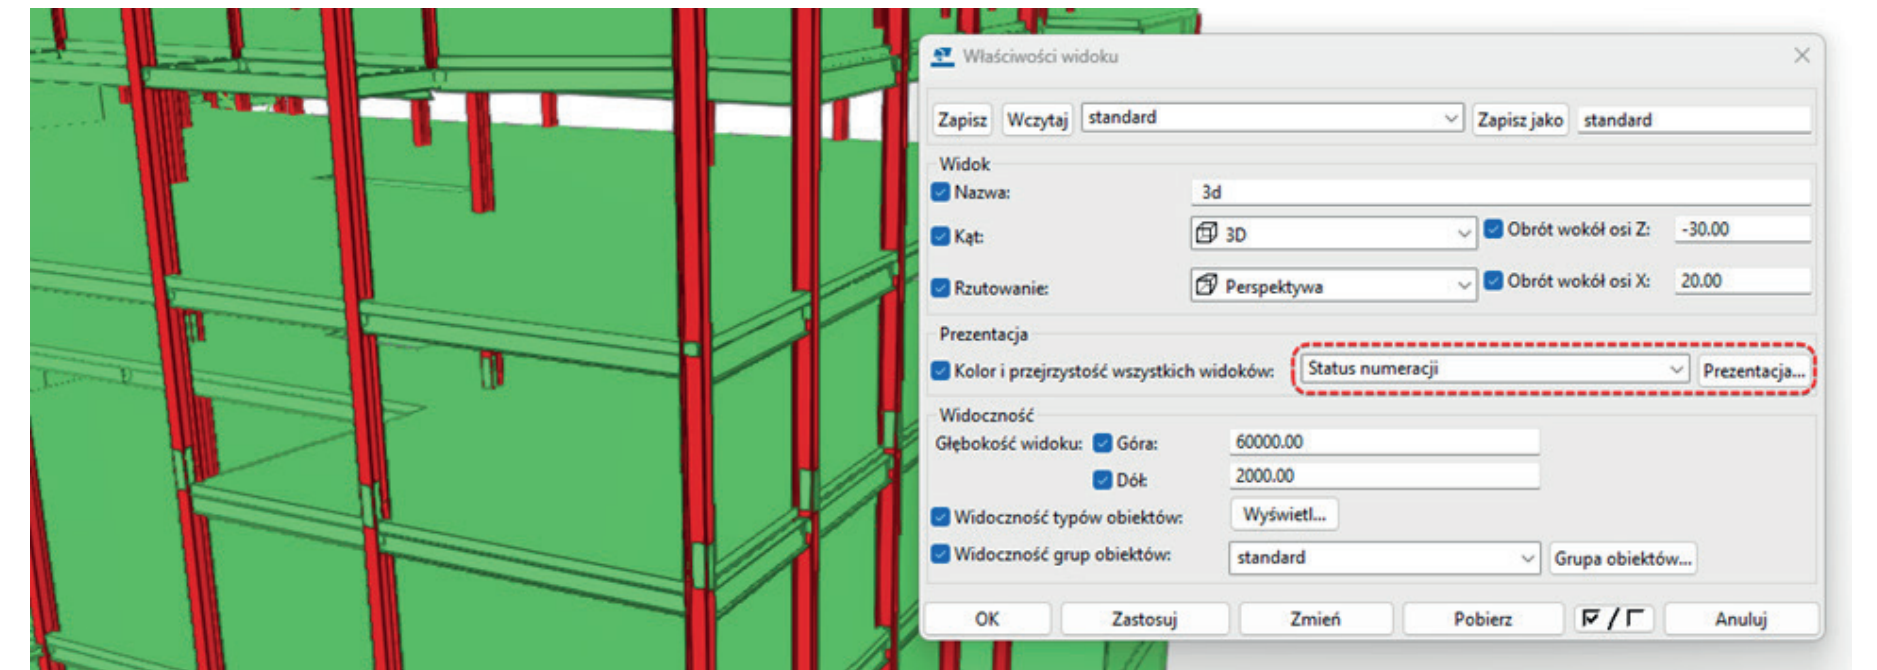 Właściwości widoku
Zapisz Wczytaj standard Zapisz jako standard
Widok
Nazwa: 3d
Kąt: 3D Obrót wokół osi Z: -30.00
Rzutowanie: Perspektywa Obrót wokół osi X: 20.00
Prezentacja
Kolor i przejrzystość wszystkich widoków: Status numeracji Prezentacja...
Widoczność
Głębokość widoku: Góra: 60000.00
Dół: 2000.00
Widoczność typów obiektów: Wyświetl...
Widoczność grup obiektów: standard Grupa obiektów...
OK Zastosuj Zmień Pobierz / Anuluj